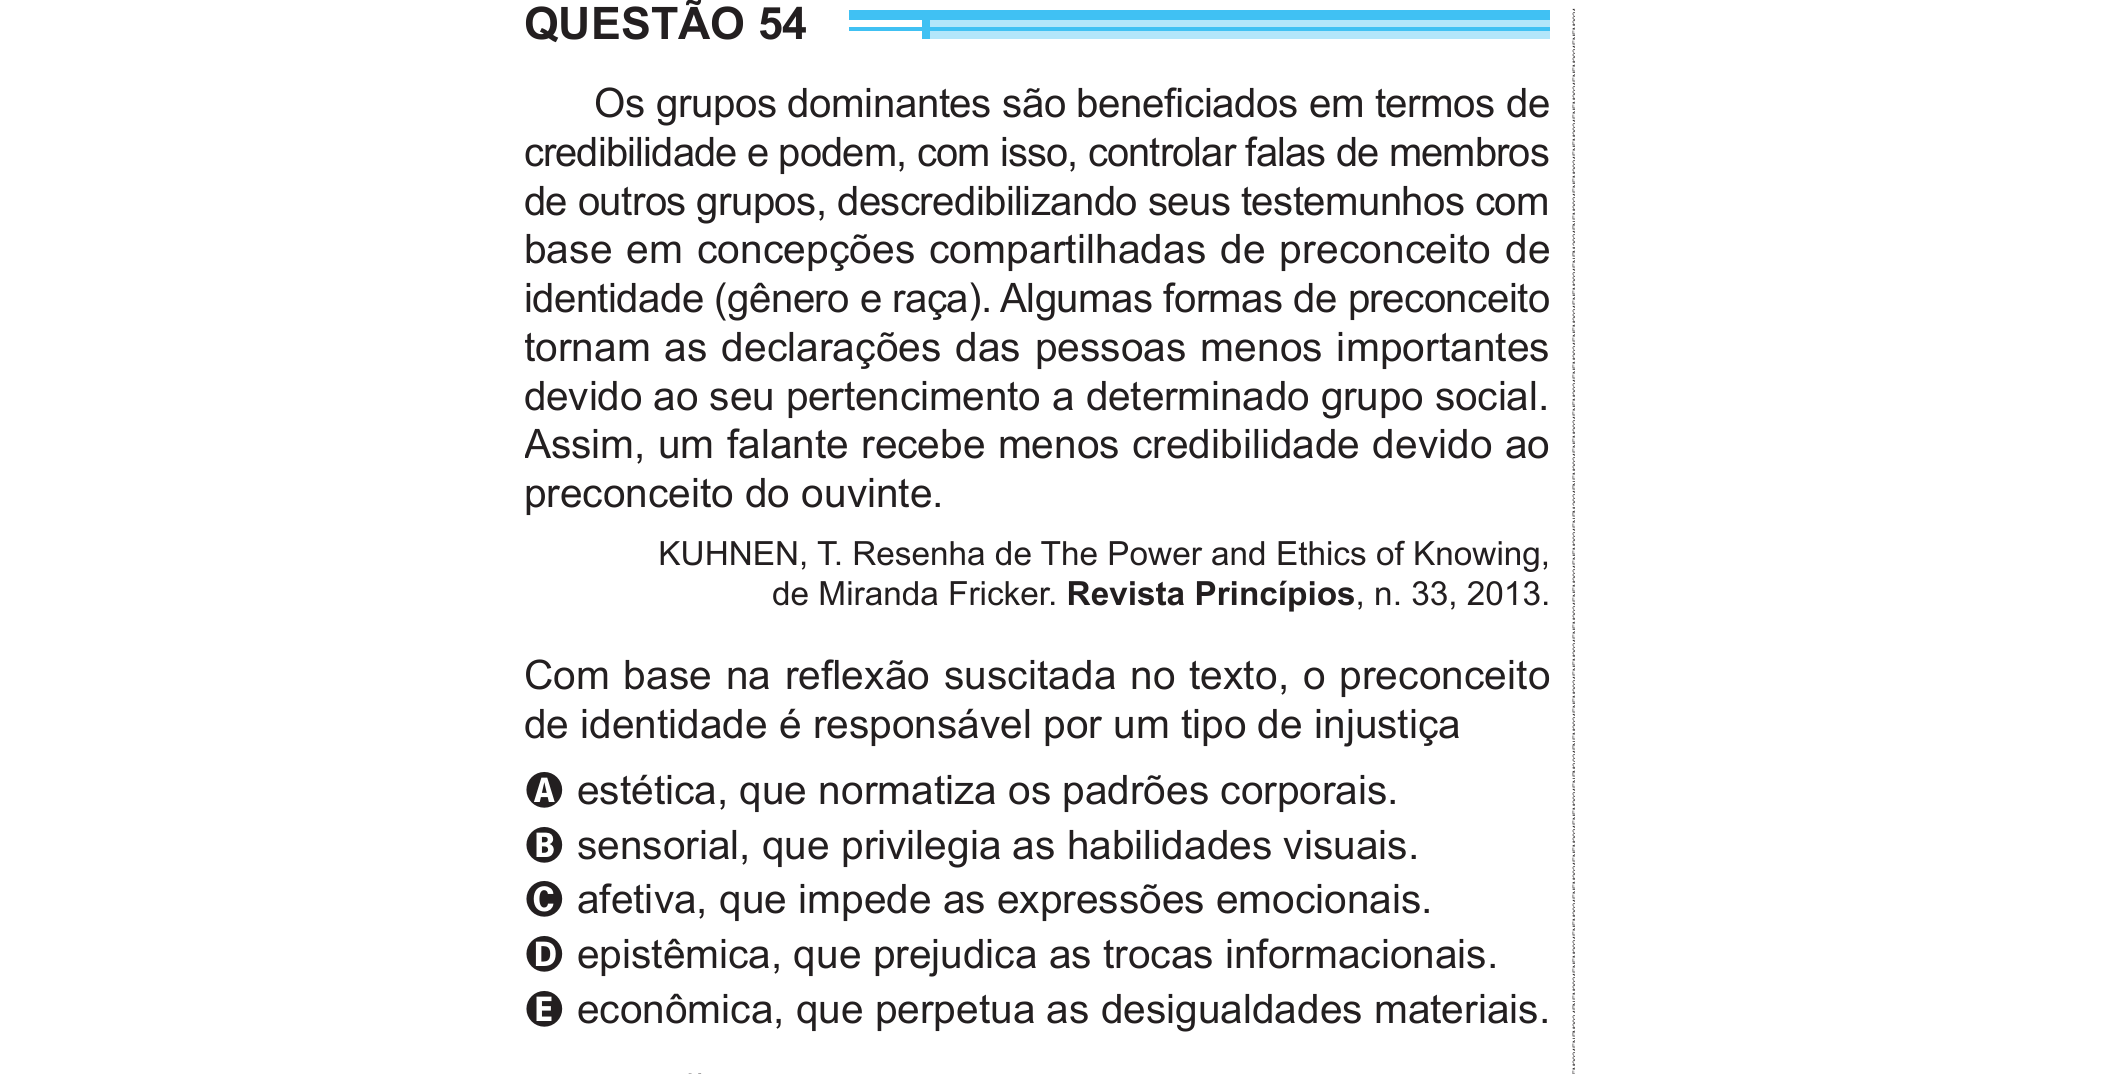 QUESTÃO 54
Os grupos dominantes são beneficiados em termos de
credibilidade e podem, com isso, controlar falas de membros
de outros grupos, descredibilizando seus testemunhos com
base em concepções compartilhadas de preconceito de
identidade (gênero e raça). Algumas formas de preconceito
tornam as declarações das pessoas menos importantes
devido ao seu pertencimento a determinado grupo social.
Assim, um falante recebe menos credibilidade devido ao
preconceito do ouvinte.
KUHNEN, T. Resenha de The Power and Ethics of Knowing,
de Miranda Fricker. Revista Princípios, n. 33, 2013.
Com base na reflexão suscitada no texto, o preconceito
de identidade é responsável por um tipo de injustiça
A estética, que normatiza os padrões corporais.
B sensorial, que privilegia as habilidades visuais.
C afetiva, que impede as expressões emocionais.
D epistêmica, que prejudica as trocas informacionais.
E econômica, que perpetua as desigualdades materiais.